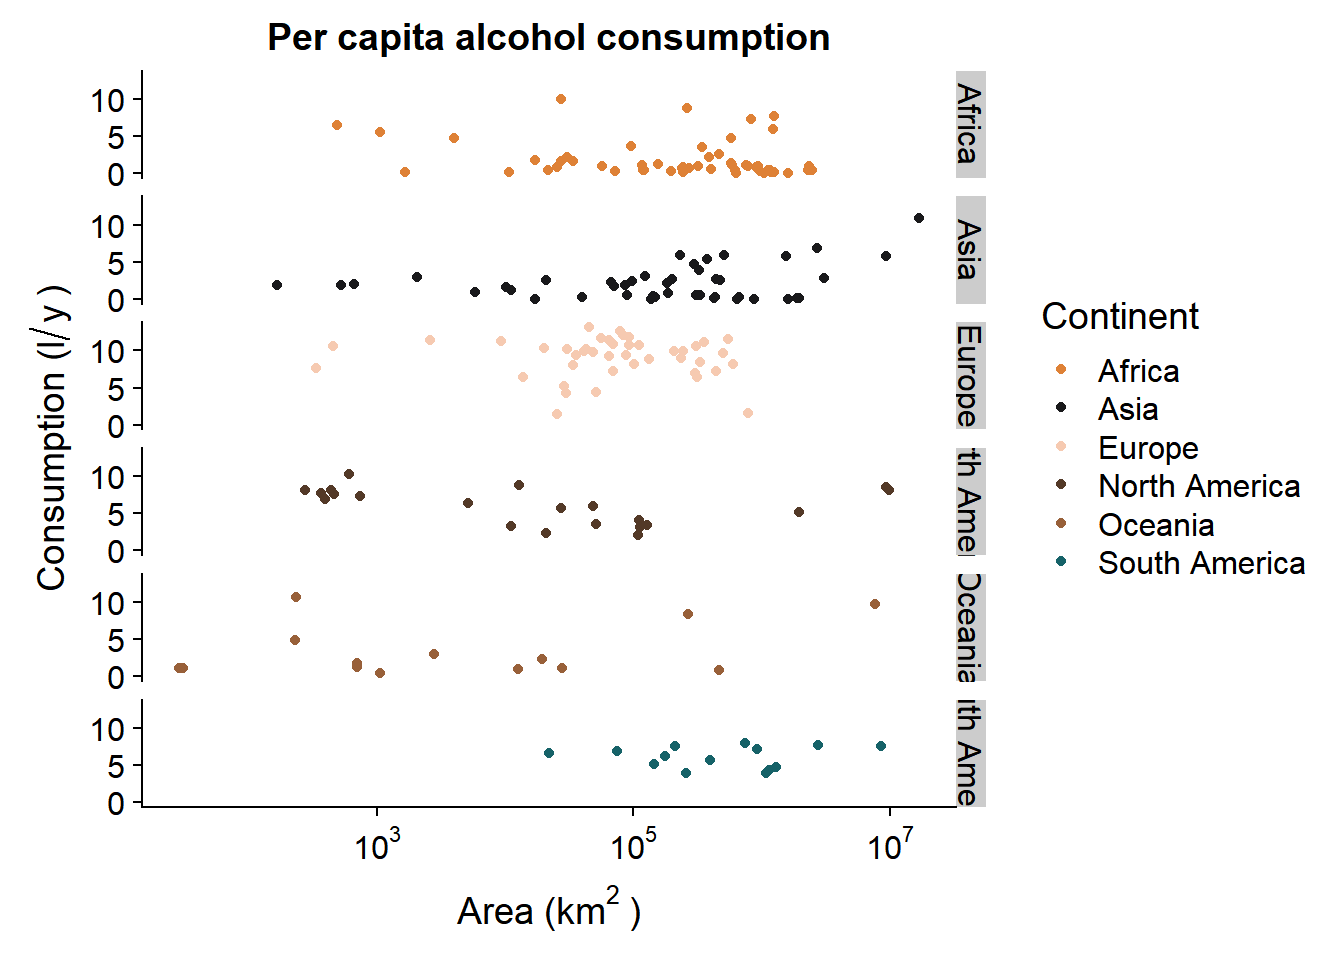 Per capita alcohol consumption
Consumption (l/y )
10
5
0
Africa
10
5
0
Asia
10
5
0
Europe
10
5
0
th Ame
10
5
0
Oceania
10
5
0
th Ame
10³
10⁵
10⁷
Area (km² )
Continent
Africa
Asia
Europe
North America
Oceania
South America